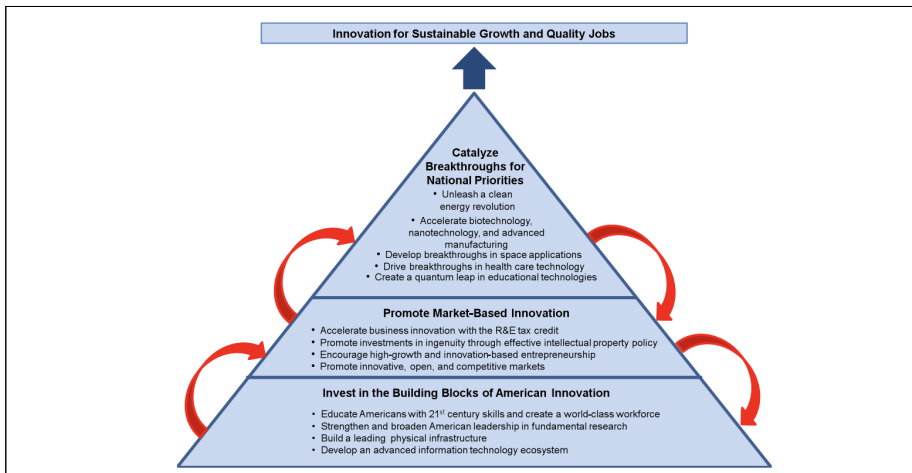 Innovation for Sustainable Growth and Quality Jobs
Catalyze
Breakthroughs for
National Priorities
• Unleash a clean
energy revolution
• Accelerate biotechnology,
nanotechnology, and advanced
manufacturing
• Develop breakthroughs in space applications
• Drive breakthroughs in health care technology
• Create a quantum leap in educational technologies
Promote Market-Based Innovation
• Accelerate business innovation with the R&E tax credit
• Promote investments in ingenuity through effective intellectual property policy
• Encourage high-growth and innovation-based entrepreneurship
• Promote innovative, open, and competitive markets
Invest in the Building Blocks of American Innovation
• Educate Americans with 21st century skills and create a world-class workforce
• Strengthen and broaden American leadership in fundamental research
• Build a leading physical infrastructure
• Develop an advanced information technology ecosystem